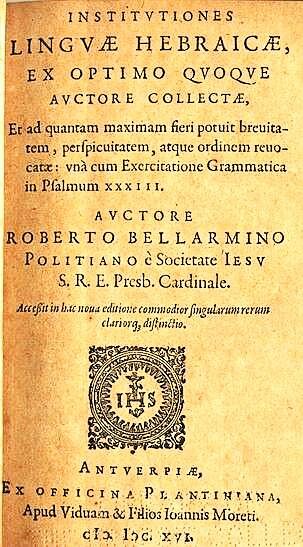 INSTITVTIONES
LINGVÆ HEBRAICÆ,
EX OPTIMO QVOQVE
AVCTORE COLLECTÆ,
Et ad quantam maximam fieri potuit breuita-
tem, perſpicuitatem, atque ordinem reuo-
catæ: vnà cum Exercitatione Grammatica
in Pſalmum XXXIII.
AVCTORE
ROBERTO BELLARMINO
POLITIANO è Societate IESV
S. R. E. Presb. Cardinale.
Acceßit in hac noua editione commodior ſingularum rerum
clariorq́; diſtinctio.
IHS
ANTVERPIÆ,
EX OFFICINA PLANTINIANA,
Apud Viduam & Filios Ioannis Moreti.
cIↃ. IↃc. XVI.